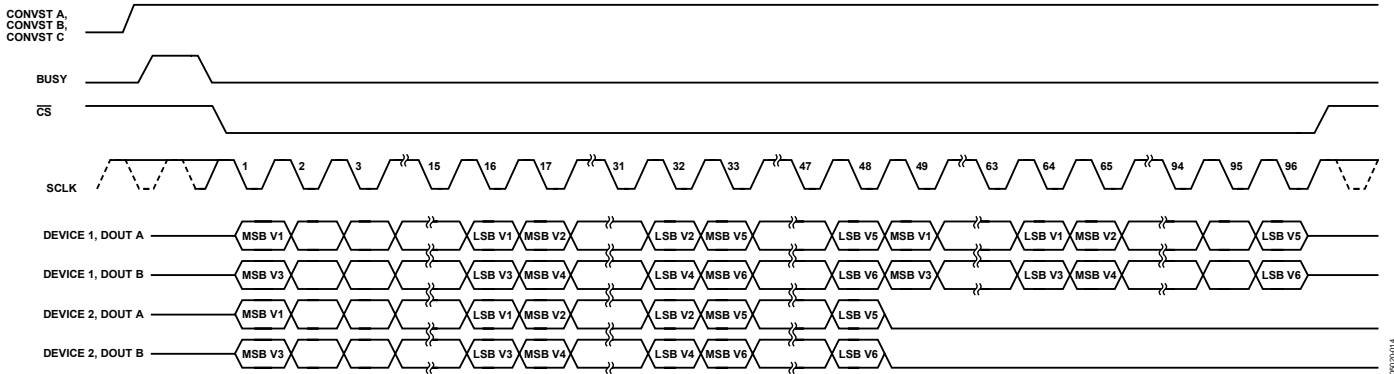 CONVST A,
CONVST B,
CONVST C
BUSY
CS
SCLK
1 2 3 15 16 17 31 32 33 47 48 49 63 64 65 94 95 96
DEVICE 1, DOUT A MSB V1 LSB V1 MSB V2 LSB V2 MSB V5 LSB V5 MSB V1 LSB V1 MSB V2 LSB V5
DEVICE 1, DOUT B MSB V3 LSB V3 MSB V4 LSB V4 MSB V6 LSB V6 MSB V3 LSB V3 MSB V4 LSB V6
DEVICE 2, DOUT A MSB V1 LSB V1 MSB V2 LSB V2 MSB V5 LSB V5
DEVICE 2, DOUT B MSB V3 LSB V3 MSB V4 LSB V4 MSB V6 LSB V6